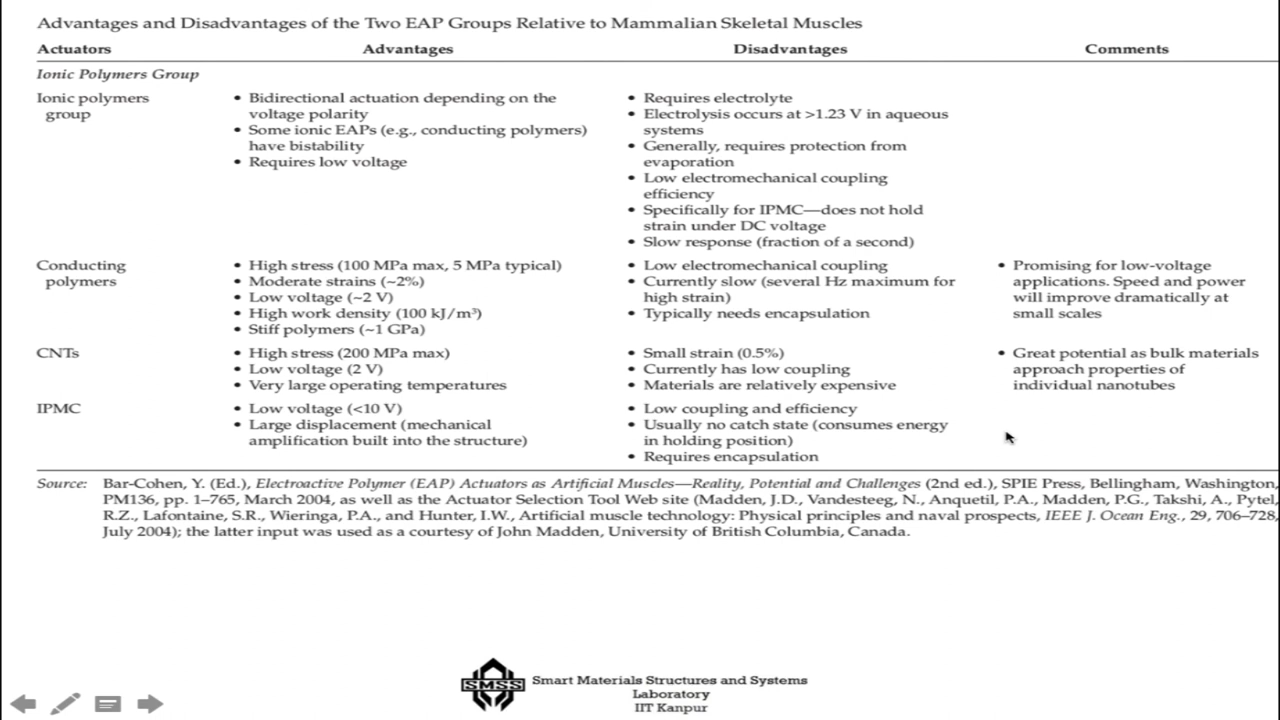 Advantages and Disadvantages of the Two EAP Groups Relative to Mammalian Skeletal Muscles
Actuators Advantages Disadvantages Comments
Ionic Polymers Group
Ionic polymers
group
• Bidirectional actuation depending on the
voltage polarity
• Some ionic EAPs (e.g., conducting polymers)
have bistability
• Requires low voltage
• Requires electrolyte
• Electrolysis occurs at >1.23 V in aqueous
systems
• Generally, requires protection from
evaporation
• Low electromechanical coupling
efficiency
• Specifically for IPMC—does not hold
strain under DC voltage
• Slow response (fraction of a second)
Conducting
polymers
• High stress (100 MPa max, 5 MPa typical)
• Moderate strains (~2%)
• Low voltage (~2 V)
• High work density (100 kJ/m³)
• Stiff polymers (~1 GPa)
• Low electromechanical coupling
• Currently slow (several Hz maximum for
high strain)
• Typically needs encapsulation
• Promising for low-voltage
applications. Speed and power
will improve dramatically at
small scales
CNTs
• High stress (200 MPa max)
• Low voltage (2 V)
• Very large operating temperatures
• Small strain (0.5%)
• Currently has low coupling
• Materials are relatively expensive
• Great potential as bulk materials
approach properties of
individual nanotubes
IPMC
• Low voltage (<10 V)
• Large displacement (mechanical
amplification built into the structure)
• Low coupling and efficiency
• Usually no catch state (consumes energy
in holding position)
• Requires encapsulation
Source: Bar-Cohen, Y. (Ed.), Electroactive Polymer (EAP) Actuators as Artificial Muscles—Reality, Potential and Challenges (2nd ed.), SPIE Press, Bellingham, Washington,
PM136, pp. 1–765, March 2004, as well as the Actuator Selection Tool Web site (Madden, J.D., Vandesteeg, N., Anquetil, P.A., Madden, P.G., Takshi, A., Pytel,
R.Z., Lafontaine, S.R., Wieringa, P.A., and Hunter, I.W., Artificial muscle technology: Physical principles and naval prospects, IEEE J. Ocean Eng., 29, 706–728,
July 2004); the latter input was used as a courtesy of John Madden, University of British Columbia, Canada.
SMSS
Smart Materials Structures and Systems
Laboratory
IIT Kanpur